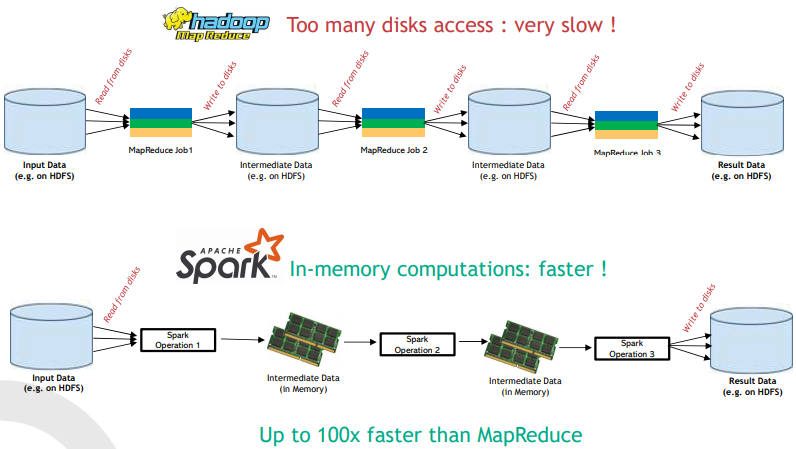 hadoop
Map Reduce
Too many disks access : very slow !
Read from disks
Write to disks
Read from disks
Write to disks
Read from disks
Write to disks
Input Data
(e.g. on HDFS)
MapReduce Job1
Intermediate Data
(e.g. on HDFS)
MapReduce Job 2
Intermediate Data
(e.g. on HDFS)
MapReduce Job 3
Result Data
(e.g. on HDFS)
APACHE
Spark
TM
In-memory computations: faster !
Read from disks
Write to disks
Input Data
(e.g. on HDFS)
Spark
Operation 1
Intermediate Data
(in Memory)
Spark
Operation 2
Intermediate Data
(in Memory)
Spark
Operation 3
Result Data
(e.g. on HDFS)
Up to 100x faster than MapReduce